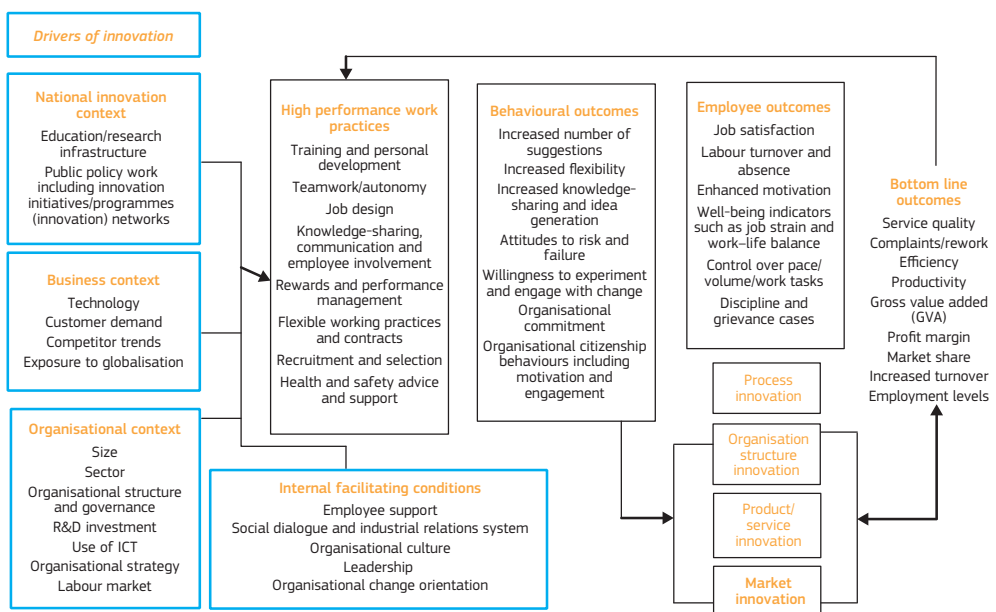 Drivers of innovation
National innovation
context
Education/research
infrastructure
Public policy work
including innovation
initiatives/programmes
(innovation) networks
Business context
Technology
Customer demand
Competitor trends
Exposure to globalisation
Organisational context
Size
Sector
Organisational structure
and governance
R&D investment
Use of ICT
Organisational strategy
Labour market
High performance work
practices
Training and personal
development
Teamwork/autonomy
Job design
Knowledge-sharing,
communication and
employee involvement
Rewards and performance
management
Flexible working practices
and contracts
Recruitment and selection
Health and safety advice
and support
Internal facilitating conditions
Employee support
Social dialogue and industrial relations system
Organisational culture
Leadership
Organisational change orientation
Behavioural outcomes
Increased number of
suggestions
Increased flexibility
Increased knowledge-
sharing and idea
generation
Attitudes to risk and
failure
Willingness to experiment
and engage with change
Organisational
commitment
Organisational citizenship
behaviours including
motivation and
engagement
Employee outcomes
Job satisfaction
Labour turnover and
absence
Enhanced motivation
Well-being indicators
such as job strain and
work–life balance
Control over pace/
volume/work tasks
Discipline and
grievance cases
Process
innovation
Organisation
structure
innovation
Product/
service
innovation
Market
innovation
Bottom line
outcomes
Service quality
Complaints/rework
Efficiency
Productivity
Gross value added
(GVA)
Profit margin
Market share
Increased turnover
Employment levels